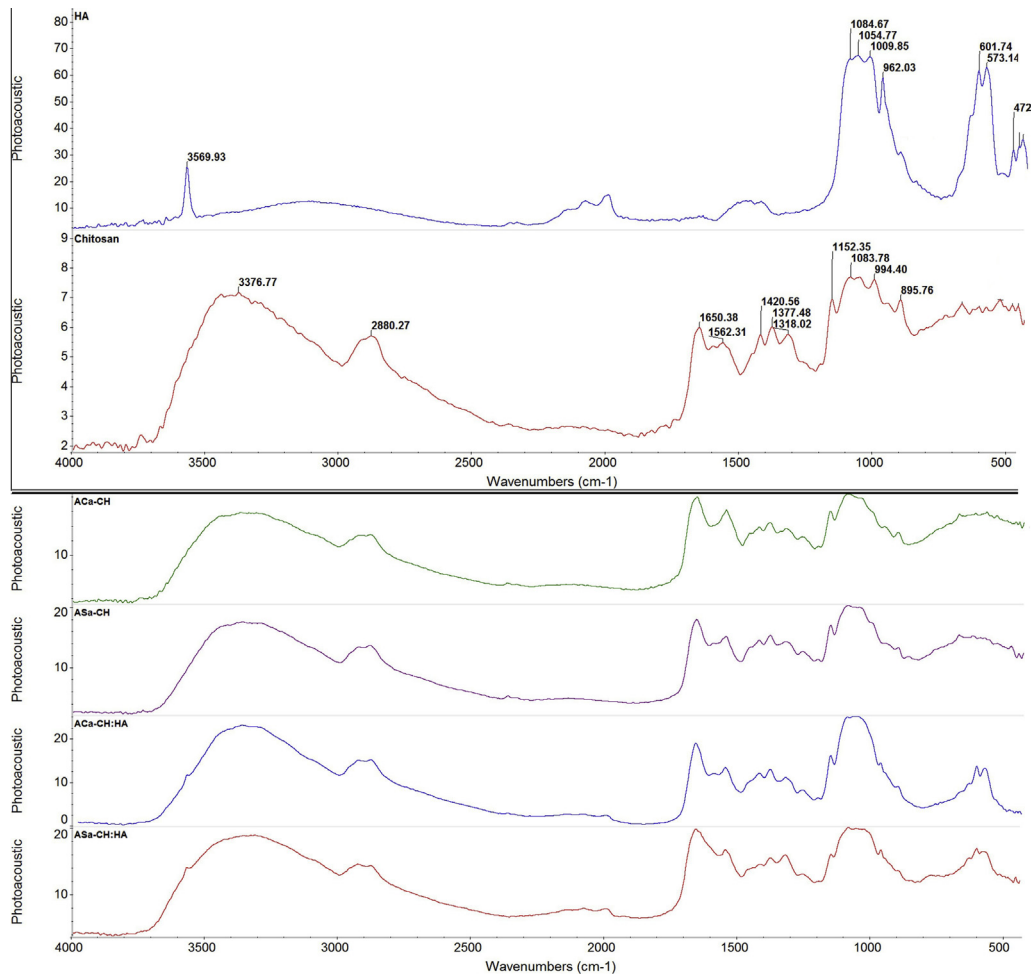 HA
Photoacoustic
80
70
60
50
40
30
20
10
3569.93
1084.67
1054.77
1009.85
962.03
601.74
573.14
472
Chitosan
Photoacoustic
9
8
7
6
5
4
3
2
3376.77
2880.27
1650.38
1562.31
1420.56
1377.48
1318.02
1152.35
1083.78
994.40
895.76
4000 3500 3000 2500 2000 1500 1000 500
Wavenumbers (cm-1)
ACa-CH
Photoacoustic
10
ASa-CH
Photoacoustic
20
10
ACa-CH:HA
Photoacoustic
20
10
0
ASa-CH:HA
Photoacoustic
20
10
4000 3500 3000 2500 2000 1500 1000 500
Wavenumbers (cm-1)